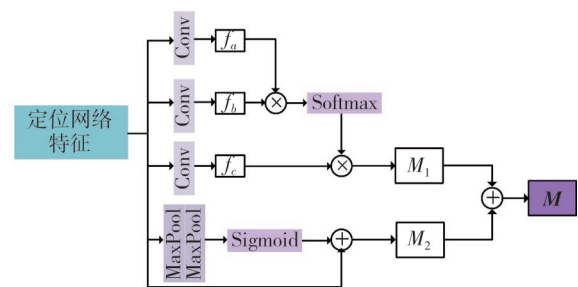 Conv
f_a
Conv
f_b
Softmax
定位网络
特征
Conv
f_c
M_1
M
MaxPool
MaxPool
Sigmoid
M_2